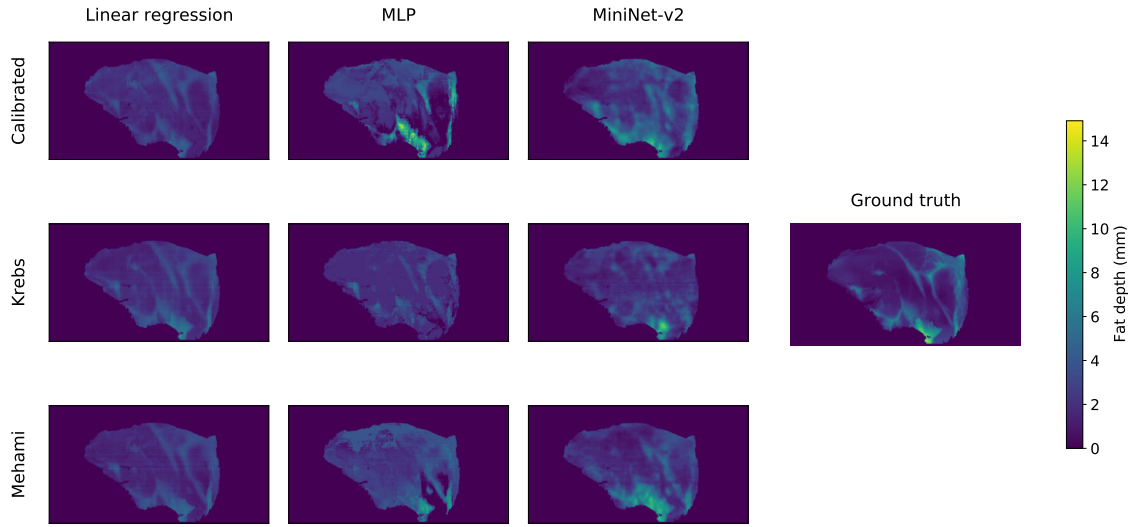 Linear regression
MLP
MiniNet-v2
Calibrated
Krebs
Mehami
Ground truth
14
12
10
8
6
4
2
0
Fat depth (mm)